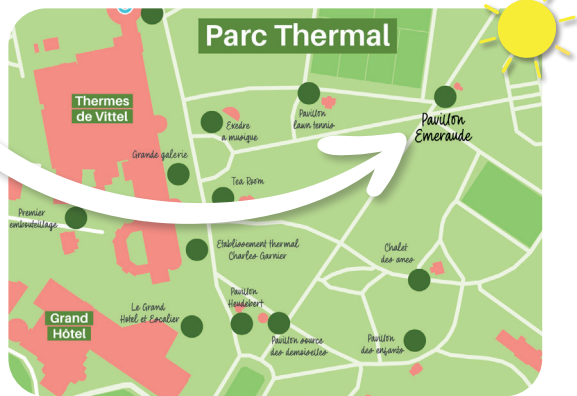 Parc Thermal
Thermes
de Vittel
Exedre
a musique
Pavillon
lawn tennis
Pavillon
Emeraude
Grande galerie
Tea Room
Premier
embouteillage
Etablissement thermal
Charles Garnier
Chalet
des anes
Pavillon
Heudebert
Le Grand
Hotel et Escalier
Grand
Hôtel
Pavillon source
des demoiselles
Pavillon
des enfants